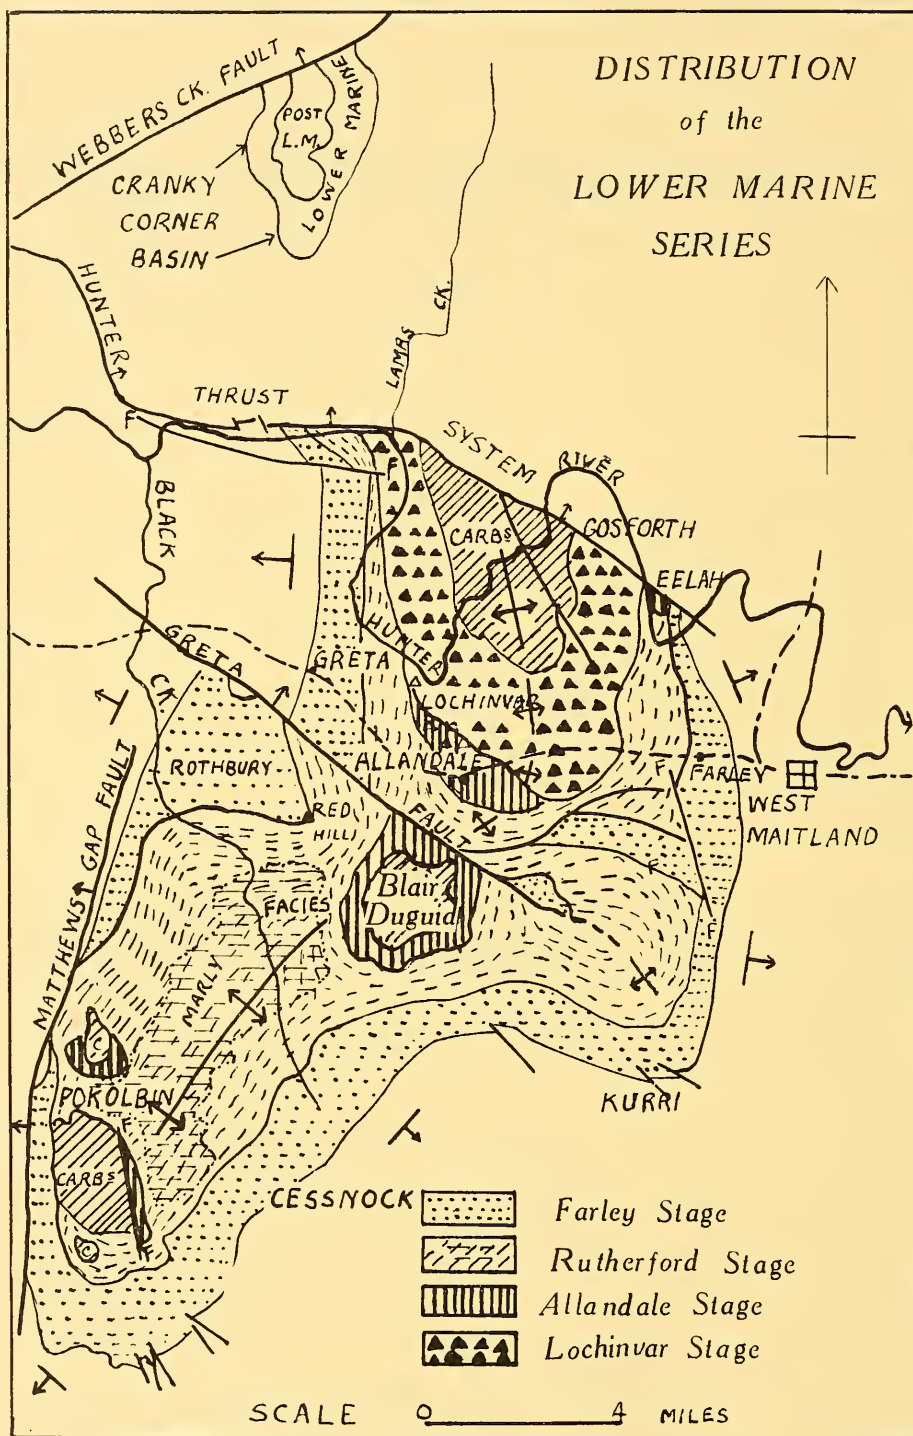 DISTRIBUTION
of the
LOWER MARINE
SERIES
WEBBERS CK. FAULT
POST
L.M.
LOWER MARINE
CRANKY
CORNER
BASIN
HUNTER
THRUST
SYSTEM
LAMBS CK.
F
F
RIVER
GOSFORTH
CARBS
EELAH
BLACK
CK.
HUNTER
GRETA
GRETA
LOCHINVAR
ROTHBURY
ALLANDALE
F
FARLEY
WEST
MAITLAND
RED
HILL
FAULT
MATTHEWS GAP FAULT
Blair
Duguid
FACIES
MARLY
F
F
C
POKOLBIN
F
CARBS
C
F
KURRI
CESSNOCK
Farley Stage
Rutherford Stage
Allandale Stage
Lochinvar Stage
SCALE 0 4 MILES